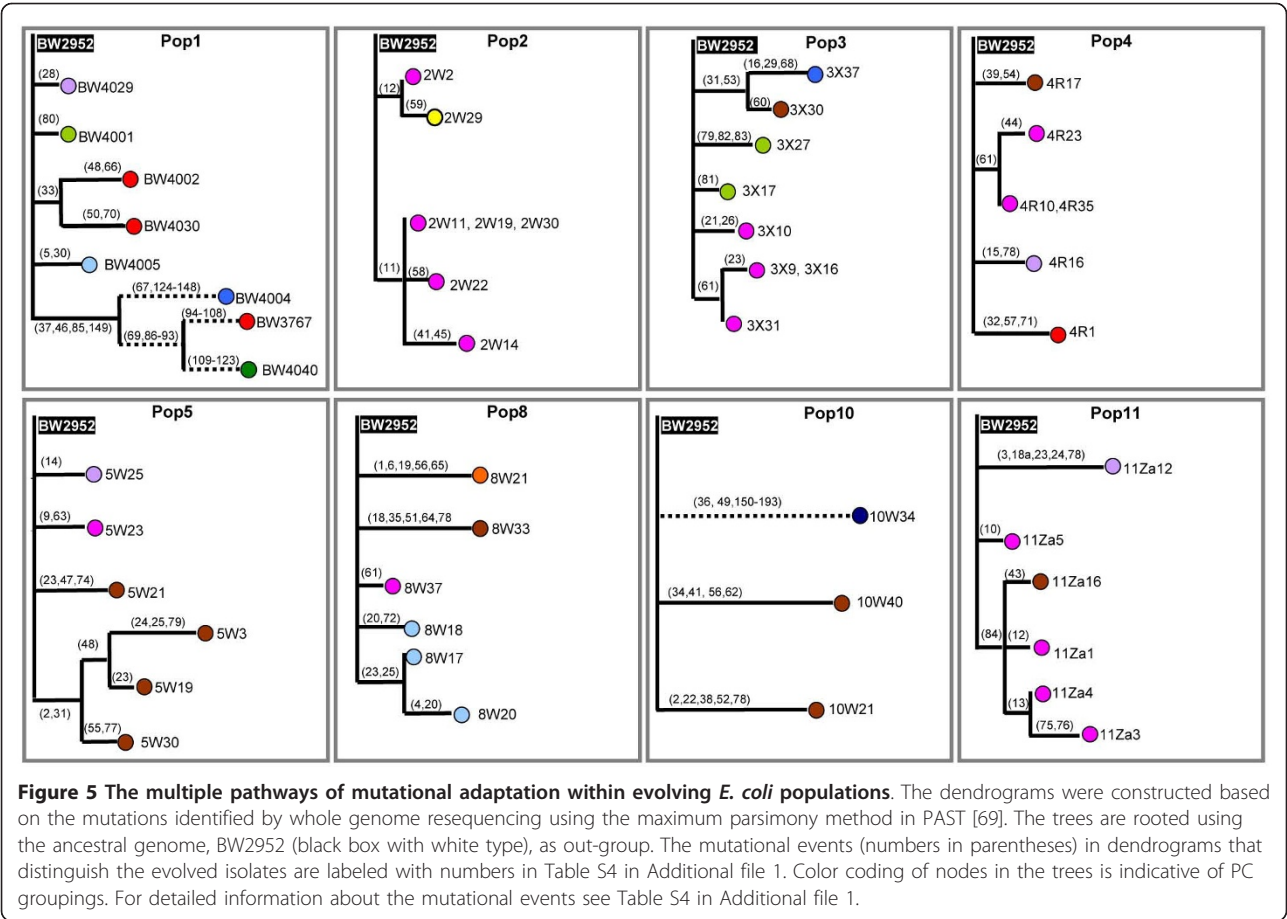 BW2952 Pop1
(28) BW4029
(80) BW4001
(48,66) BW4002
(33)
(50,70) BW4030
(5,30) BW4005
(67,124-148) BW4004
(37,46,85,149)
(94-108) BW3767
(69,86-93)
(109-123) BW4040
BW2952 Pop2
2W2
(12)
(59) 2W29
2W11, 2W19, 2W30
(11) (58) 2W22
(41,45) 2W14
BW2952 Pop3
(16,29,68) 3X37
(31,53)
(60) 3X30
(79,82,83) 3X27
(81) 3X17
(21,26) 3X10
(23) 3X9, 3X16
(61)
3X31
BW2952 Pop4
(39,54) 4R17
(44) 4R23
(61)
4R10,4R35
(15,78) 4R16
(32,57,71) 4R1
BW2952 Pop5
(14) 5W25
(9,63) 5W23
(23,47,74) 5W21
(24,25,79) 5W3
(48)
(23) 5W19
(2,31)
(55,77) 5W30
BW2952 Pop8
(1,6,19,56,65) 8W21
(18,35,51,64,78 8W33
(61) 8W37
(20,72) 8W18
8W17
(23,25)
(4,20) 8W20
BW2952 Pop10
(36, 49,150-193) 10W34
(34,41, 56,62) 10W40
(2,22,38,52,78) 10W21
BW2952 Pop11
(3,18a,23,24,78) 11Za12
(10) 11Za5
(43) 11Za16
(84) (12) 11Za1
11Za4
(13)
(75,76) 11Za3
Figure 5 The multiple pathways of mutational adaptation within evolving E. coli populations. The dendrograms were constructed based
on the mutations identified by whole genome resequencing using the maximum parsimony method in PAST [69]. The trees are rooted using
the ancestral genome, BW2952 (black box with white type), as out-group. The mutational events (numbers in parentheses) in dendrograms that
distinguish the evolved isolates are labeled with numbers in Table S4 in Additional file 1. Color coding of nodes in the trees is indicative of PC
groupings. For detailed information about the mutational events see Table S4 in Additional file 1.